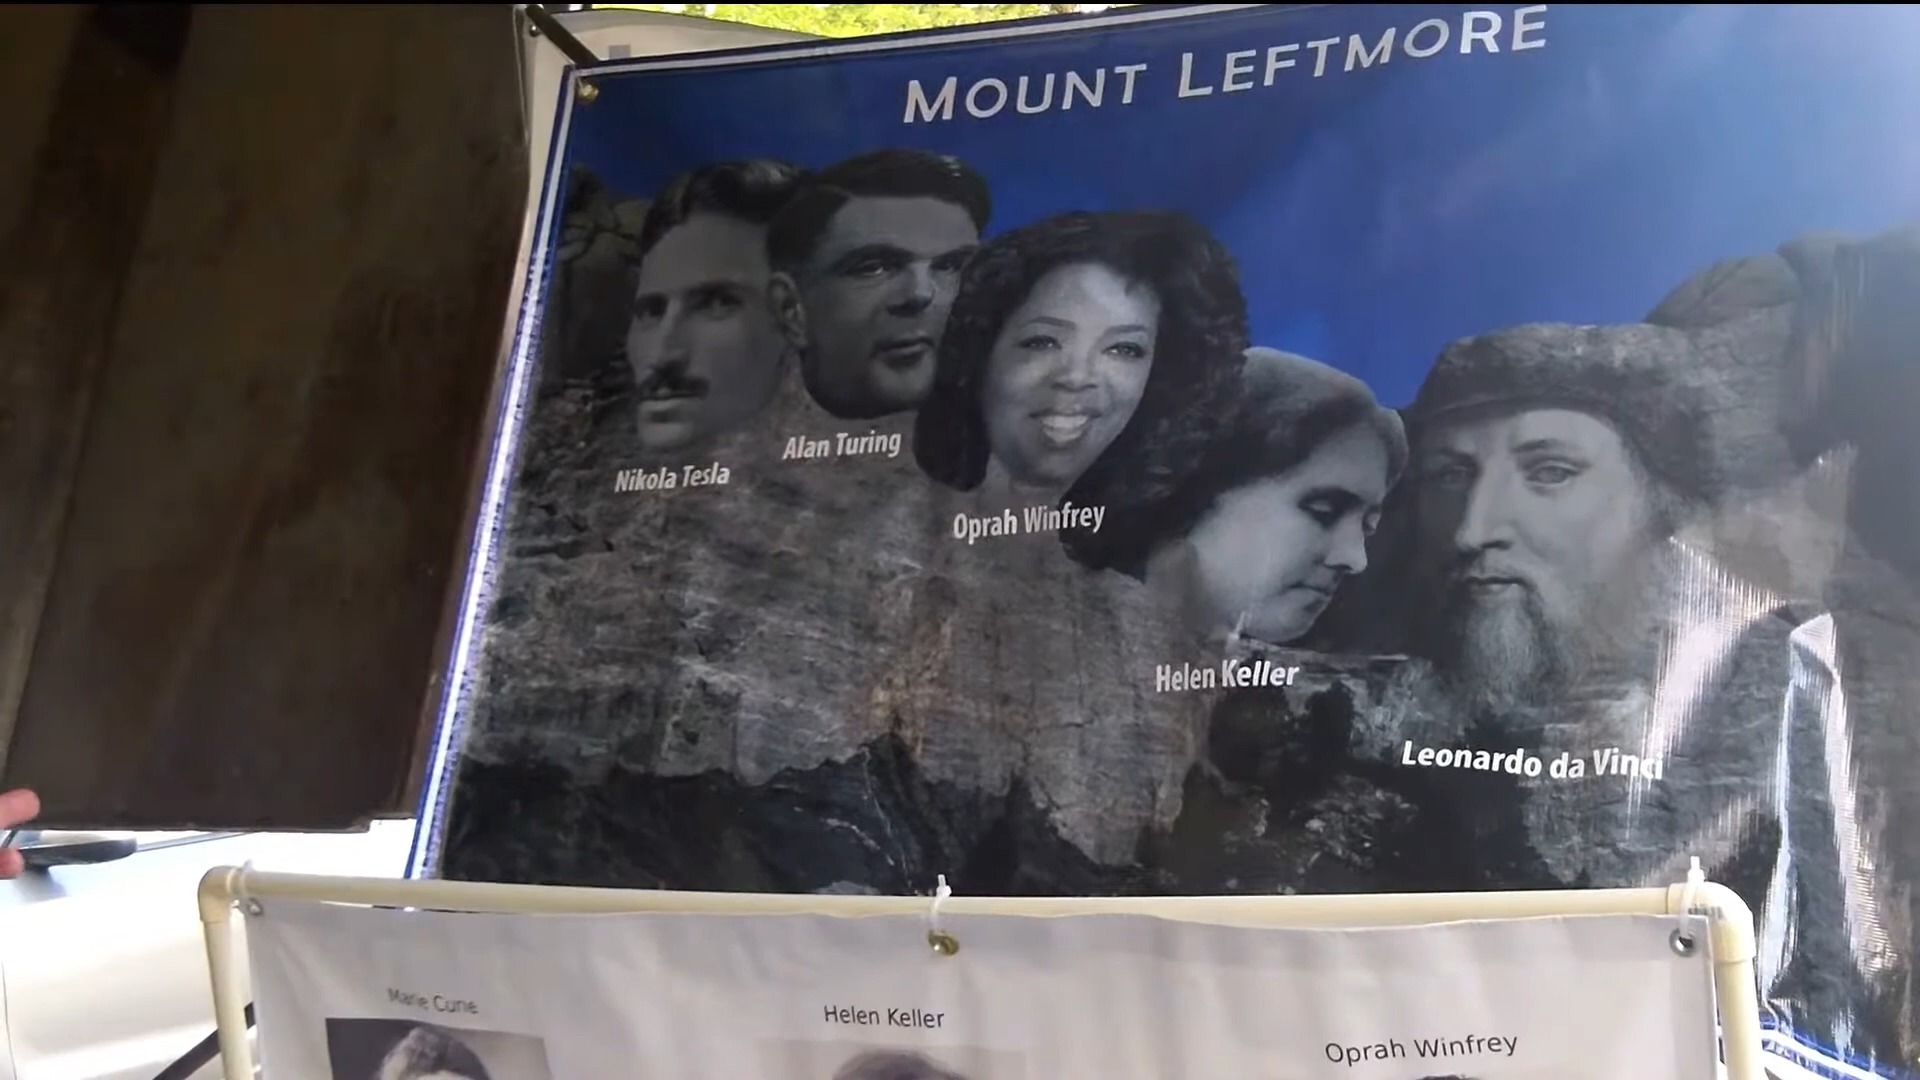 MOUNT LEFTMORE
Nikola Tesla
Alan Turing
Oprah Winfrey
Helen Keller
Leonardo da Vinci
Marie Curie
Helen Keller
Oprah Winfrey